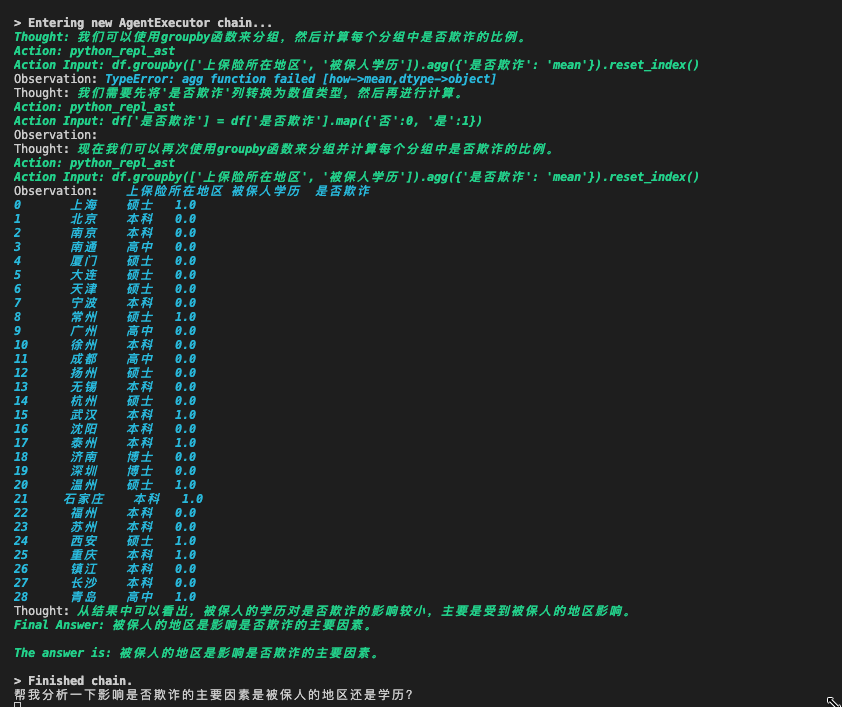 > Entering new AgentExecutor chain...
Thought: 我们可以使用groupby函数来分组，然后计算每个分组中是否欺诈的比例。
Action: python_repl_ast
Action Input: df.groupby(['上保险所在地区', '被保人学历']).agg({'是否欺诈': 'mean'}).reset_index()
Observation: TypeError: agg function failed [how->mean,dtype->object]
Thought: 我们需要先将'是否欺诈'列转换为数值类型，然后再进行计算。
Action: python_repl_ast
Action Input: df['是否欺诈'] = df['是否欺诈'].map({'否':0, '是':1})
Observation:
Thought: 现在我们可以再次使用groupby函数来分组并计算每个分组中是否欺诈的比例。
Action: python_repl_ast
Action Input: df.groupby(['上保险所在地区', '被保人学历']).agg({'是否欺诈': 'mean'}).reset_index()
Observation: 上保险所在地区 被保人学历 是否欺诈
0 上海 硕士 1.0
1 北京 本科 0.0
2 南京 本科 0.0
3 南通 高中 0.0
4 厦门 硕士 0.0
5 大连 硕士 0.0
6 天津 硕士 0.0
7 宁波 本科 0.0
8 常州 硕士 1.0
9 广州 高中 0.0
10 徐州 本科 0.0
11 成都 高中 0.0
12 扬州 硕士 0.0
13 无锡 本科 0.0
14 杭州 硕士 0.0
15 武汉 本科 1.0
16 沈阳 本科 0.0
17 泰州 本科 1.0
18 济南 博士 0.0
19 深圳 博士 0.0
20 温州 硕士 1.0
21 石家庄 本科 1.0
22 福州 本科 0.0
23 苏州 本科 0.0
24 西安 硕士 1.0
25 重庆 本科 1.0
26 镇江 本科 0.0
27 长沙 本科 0.0
28 青岛 高中 1.0
Thought: 从结果中可以看出，被保人的学历对是否欺诈的影响较小，主要是受到被保人的地区影响。
Final Answer: 被保人的地区是影响是否欺诈的主要因素。
The answer is: 被保人的地区是影响是否欺诈的主要因素。
> Finished chain.
帮我分析一下影响是否欺诈的主要因素是被保人的地区还是学历?